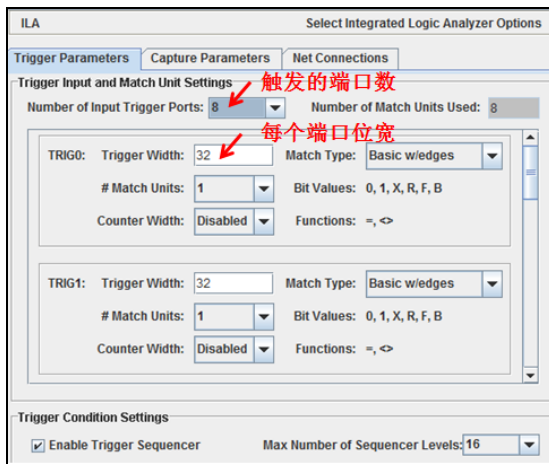 ILA Select Integrated Logic Analyzer Options
Trigger Parameters Capture Parameters Net Connections
Trigger Input and Match Unit Settings
触发的端口数
Number of Input Trigger Ports: 8 Number of Match Units Used: 8
每个端口位宽
TRIG0: Trigger Width: 32 Match Type: Basic w/edges
# Match Units: 1 Bit Values: 0, 1, X, R, F, B
Counter Width: Disabled Functions: =, <>
TRIG1: Trigger Width: 32 Match Type: Basic w/edges
# Match Units: 1 Bit Values: 0, 1, X, R, F, B
Counter Width: Disabled Functions: =, <>
Trigger Condition Settings
Enable Trigger Sequencer Max Number of Sequencer Levels: 16